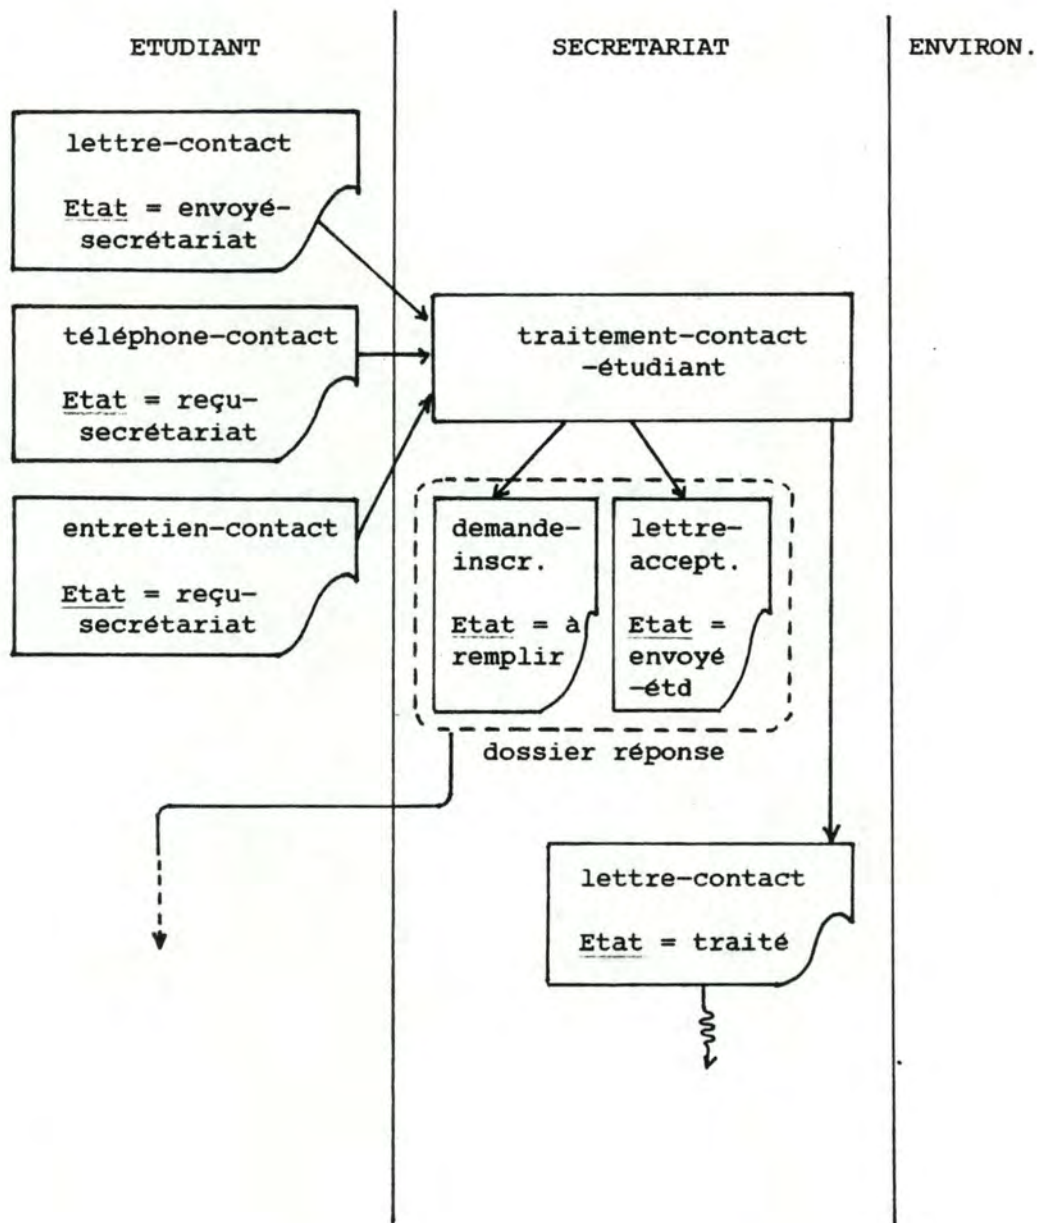 ETUDIANT
SECRETARIAT
ENVIRON.
lettre-contact
Etat = envoyé-
secrétariat
téléphone-contact
Etat = reçu-
secrétariat
entretien-contact
Etat = reçu-
secrétariat
traitement-contact
-étudiant
demande-
inscr.
Etat = à
remplir
lettre-
accept.
Etat =
envoyé
-étd
dossier réponse
lettre-contact
Etat = traité